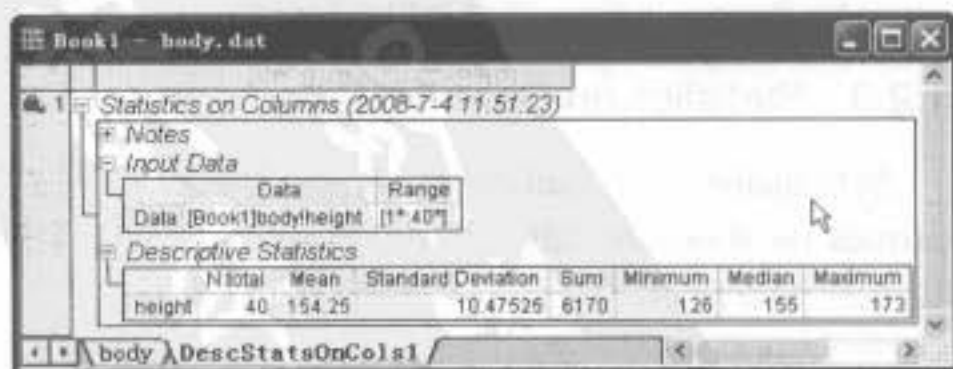 Book1 - body.dat
1 Statistics on Columns (2008-7-4 11:51:23)
Notes
Input Data
Data Range
Data [Book1]body!height [1*:40*]
Descriptive Statistics
N total Mean Standard Deviation Sum Minimum Median Maximum
height 40 154.25 10.47525 6170 126 155 173
body DescStatsOnCols1